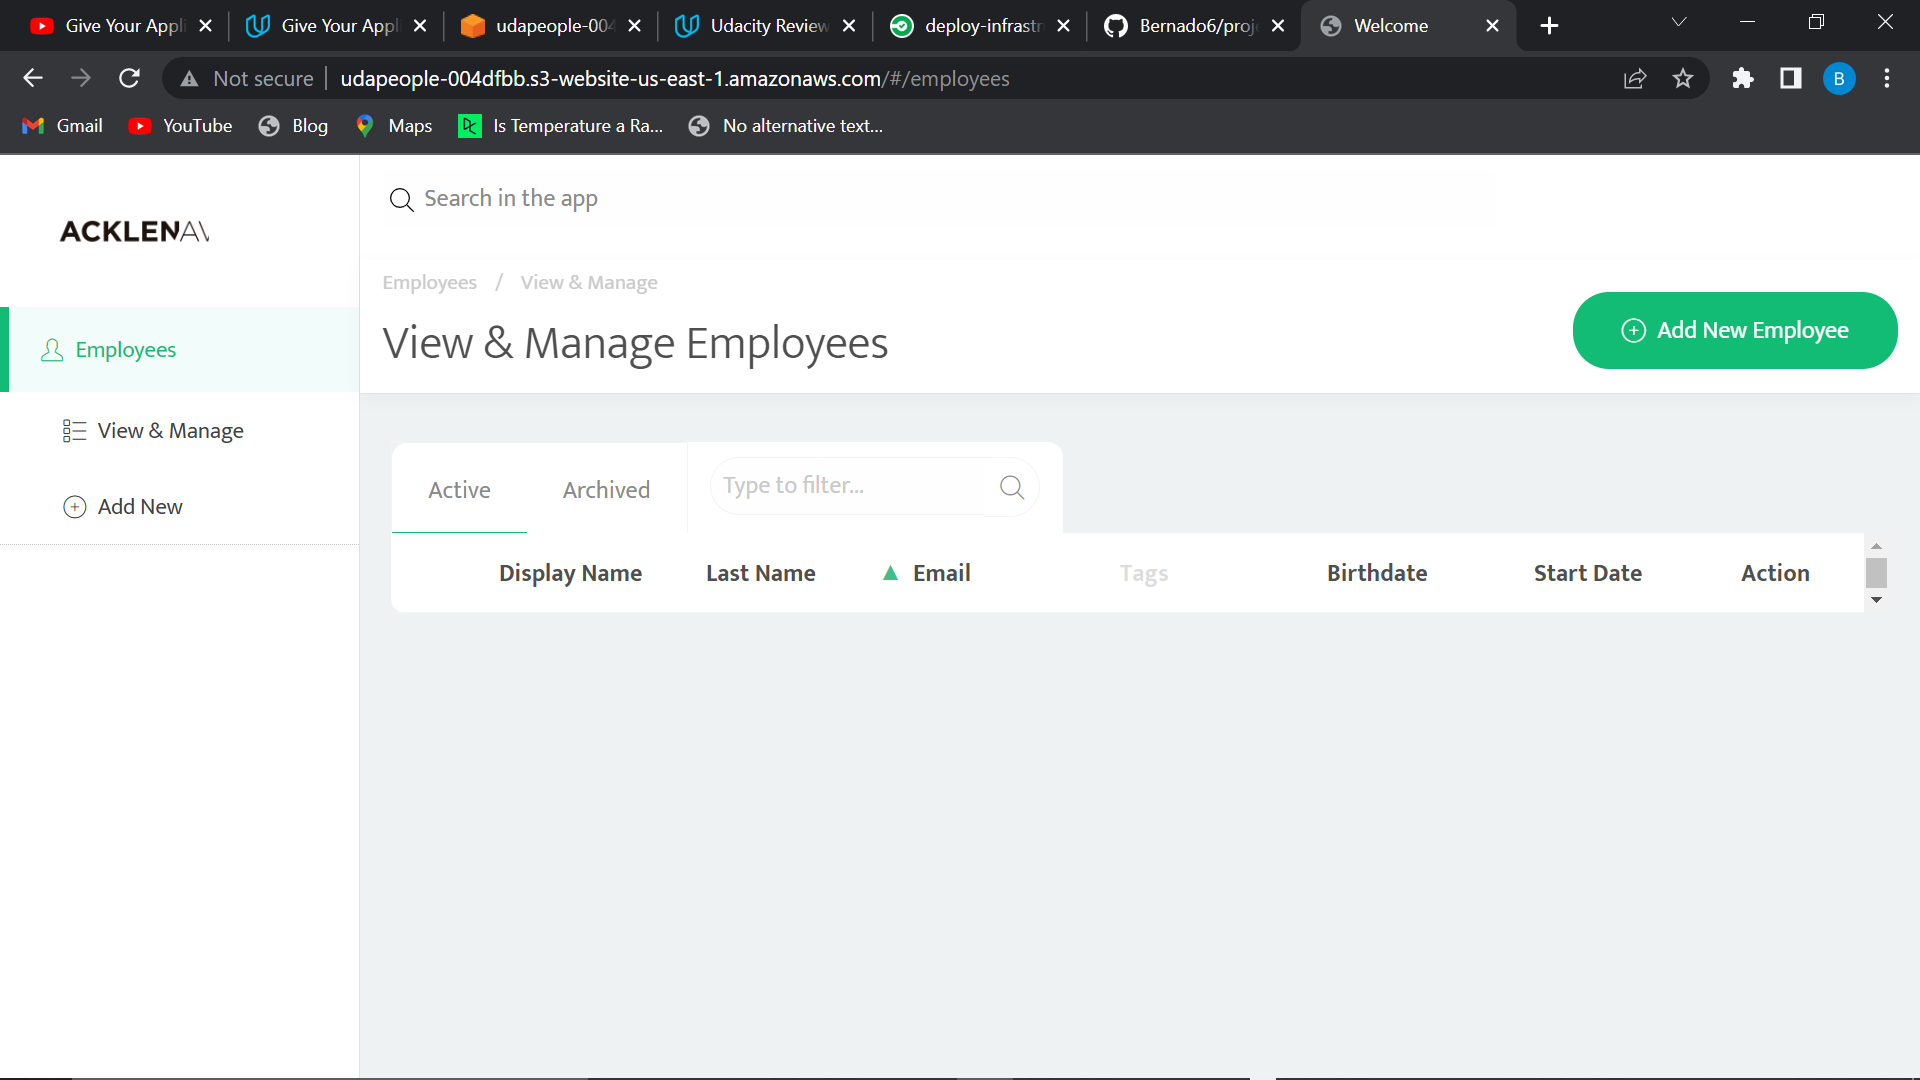 Give Your Appli
Give Your Appl
udapeople-004
Udacity Review
deploy-infrastr
Bernado6/proj
Welcome
Not secure
udapeople-004dfbb.s3-website-us-east-1.amazonaws.com/#/employees
B
Gmail
YouTube
Blog
Maps
Is Temperature a Ra...
No alternative text...
Search in the app
ACKLENAV
Employees / View & Manage
View & Manage Employees
Add New Employee
Employees
View & Manage
Add New
Active
Archived
Type to filter...
Display Name
Last Name
Email
Tags
Birthdate
Start Date
Action